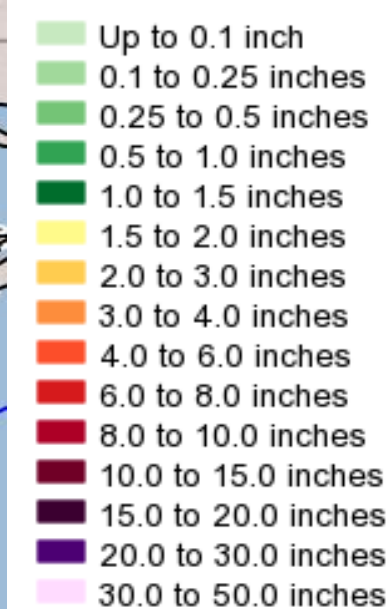 Up to 0.1 inch
0.1 to 0.25 inches
0.25 to 0.5 inches
0.5 to 1.0 inches
1.0 to 1.5 inches
1.5 to 2.0 inches
2.0 to 3.0 inches
3.0 to 4.0 inches
4.0 to 6.0 inches
6.0 to 8.0 inches
8.0 to 10.0 inches
10.0 to 15.0 inches
15.0 to 20.0 inches
20.0 to 30.0 inches
30.0 to 50.0 inches